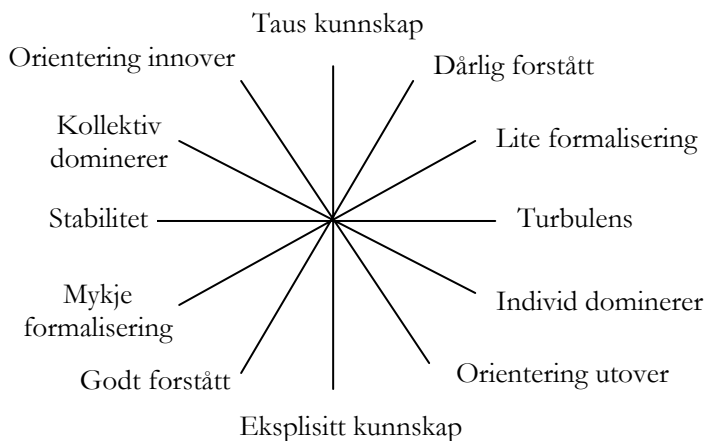 Taus kunnskap
Orientering innover
Dårlig forstått
Kollektiv
dominerer
Lite formalisering
Stabilitet
Turbulens
Mykje
formalisering
Individ dominerer
Godt forstått
Orientering utover
Eksplisitt kunnskap